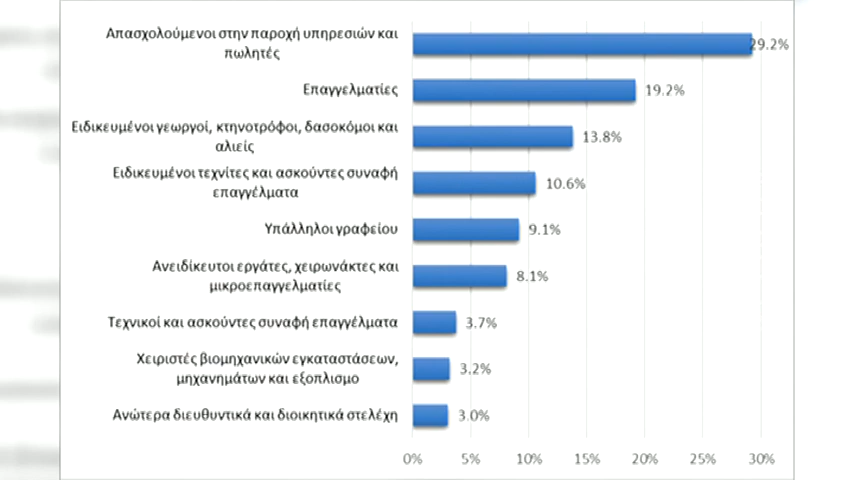 Απασχολούμενοι στην παροχή υπηρεσιών και
πωλητές
29.2%
Επαγγελματίες
19.2%
Ειδικευμένοι γεωργοί, κτηνοτρόφοι, δασοκόμοι και
αλιείς
13.8%
Ειδικευμένοι τεχνίτες και ασκούντες συναφή
επαγγέλματα
10.6%
Υπάλληλοι γραφείου
9.1%
Ανειδίκευτοι εργάτες, χειρωνάκτες και
μικροεπαγγελματίες
8.1%
Τεχνικοί και ασκούντες συναφή επαγγέλματα
3.7%
Χειριστές βιομηχανικών εγκαταστάσεων,
μηχανημάτων και εξοπλισμο
3.2%
Ανώτερα διευθυντικά και διοικητικά στελέχη
3.0%
0% 5% 10% 15% 20% 25% 30%